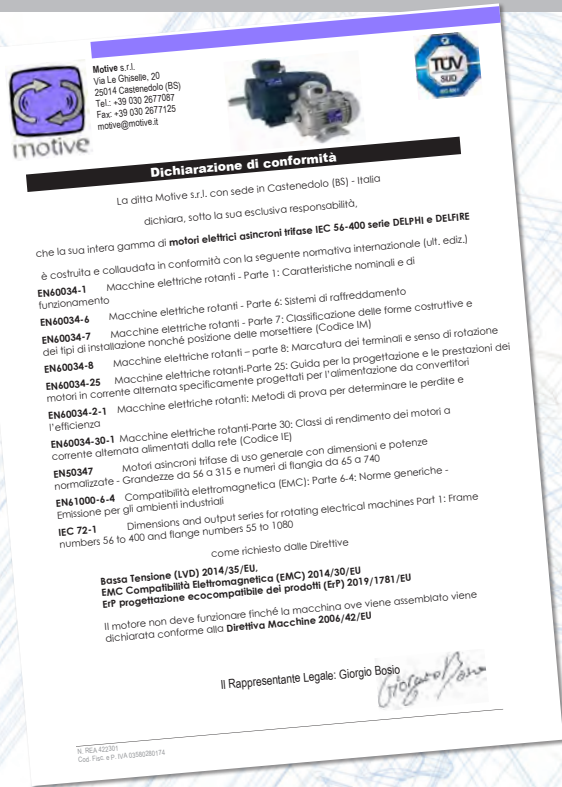 motive
Motive s.r.l.
Via Le Ghiselle, 20
25014 Castenedolo (BS)
Tel.: +39 030 2677087
Fax: +39 030 2677125
motive@motive.it
TÜV
SUD
Dichiarazione di conformità
La ditta Motive s.r.l. con sede in Castenedolo (BS) - Italia
dichiara, sotto la sua esclusiva responsabilità,
che la sua intera gamma di motori elettrici asincroni trifase IEC 56-400 serie DELPHI e DELFIRE
è costruita e collaudata in conformità con la seguente normativa internazionale (ult. ediz.)
EN60034-1 Macchine elettriche rotanti - Parte 1: Caratteristiche nominali e di
funzionamento
EN60034-6 Macchine elettriche rotanti - Parte 6: Sistemi di raffreddamento
EN60034-7 Macchine elettriche rotanti - Parte 7: Classificazione delle forme costruttive e
dei tipi di installazione nonché posizione delle morsettiere (Codice IM)
EN60034-8 Macchine elettriche rotanti – parte 8: Marcatura dei terminali e senso di rotazione
EN60034-25 Macchine elettriche rotanti-Parte 25: Guida per la progettazione e le prestazioni dei
motori in corrente alternata specificamente progettati per l'alimentazione da convertitori
EN60034-2-1 Macchine elettriche rotanti: Metodi di prova per determinare le perdite e
l'efficienza
EN60034-30-1 Macchine elettriche rotanti-Parte 30: Classi di rendimento dei motori a
corrente alternata alimentati dalla rete (Codice IE)
EN50347 Motori asincroni trifase di uso generale con dimensioni e potenze
normalizzate - Grandezze da 56 a 315 e numeri di flangia da 65 a 740
EN61000-6-4 Compatibilità elettromagnetica (EMC): Parte 6-4: Norme generiche -
Emissione per gli ambienti industriali
IEC 72-1 Dimensions and output series for rotating electrical machines Part 1: Frame
numbers 56 to 400 and flange numbers 55 to 1080
come richiesto dalle Direttive
Bassa Tensione (LVD) 2014/35/EU.
EMC Compatibilità Elettromagnetica (EMC) 2014/30/EU
ErP progettazione ecocompatibile dei prodotti (ErP) 2019/1781/EU
Il motore non deve funzionare finché la macchina ove viene assemblato viene
dichiarata conforme alla Direttiva Macchine 2006/42/EU
Il Rappresentante Legale: Giorgio Bosio
Giorgio Bosio
N. REA 422301
Cod. Fisc. e P. IVA 03580280174